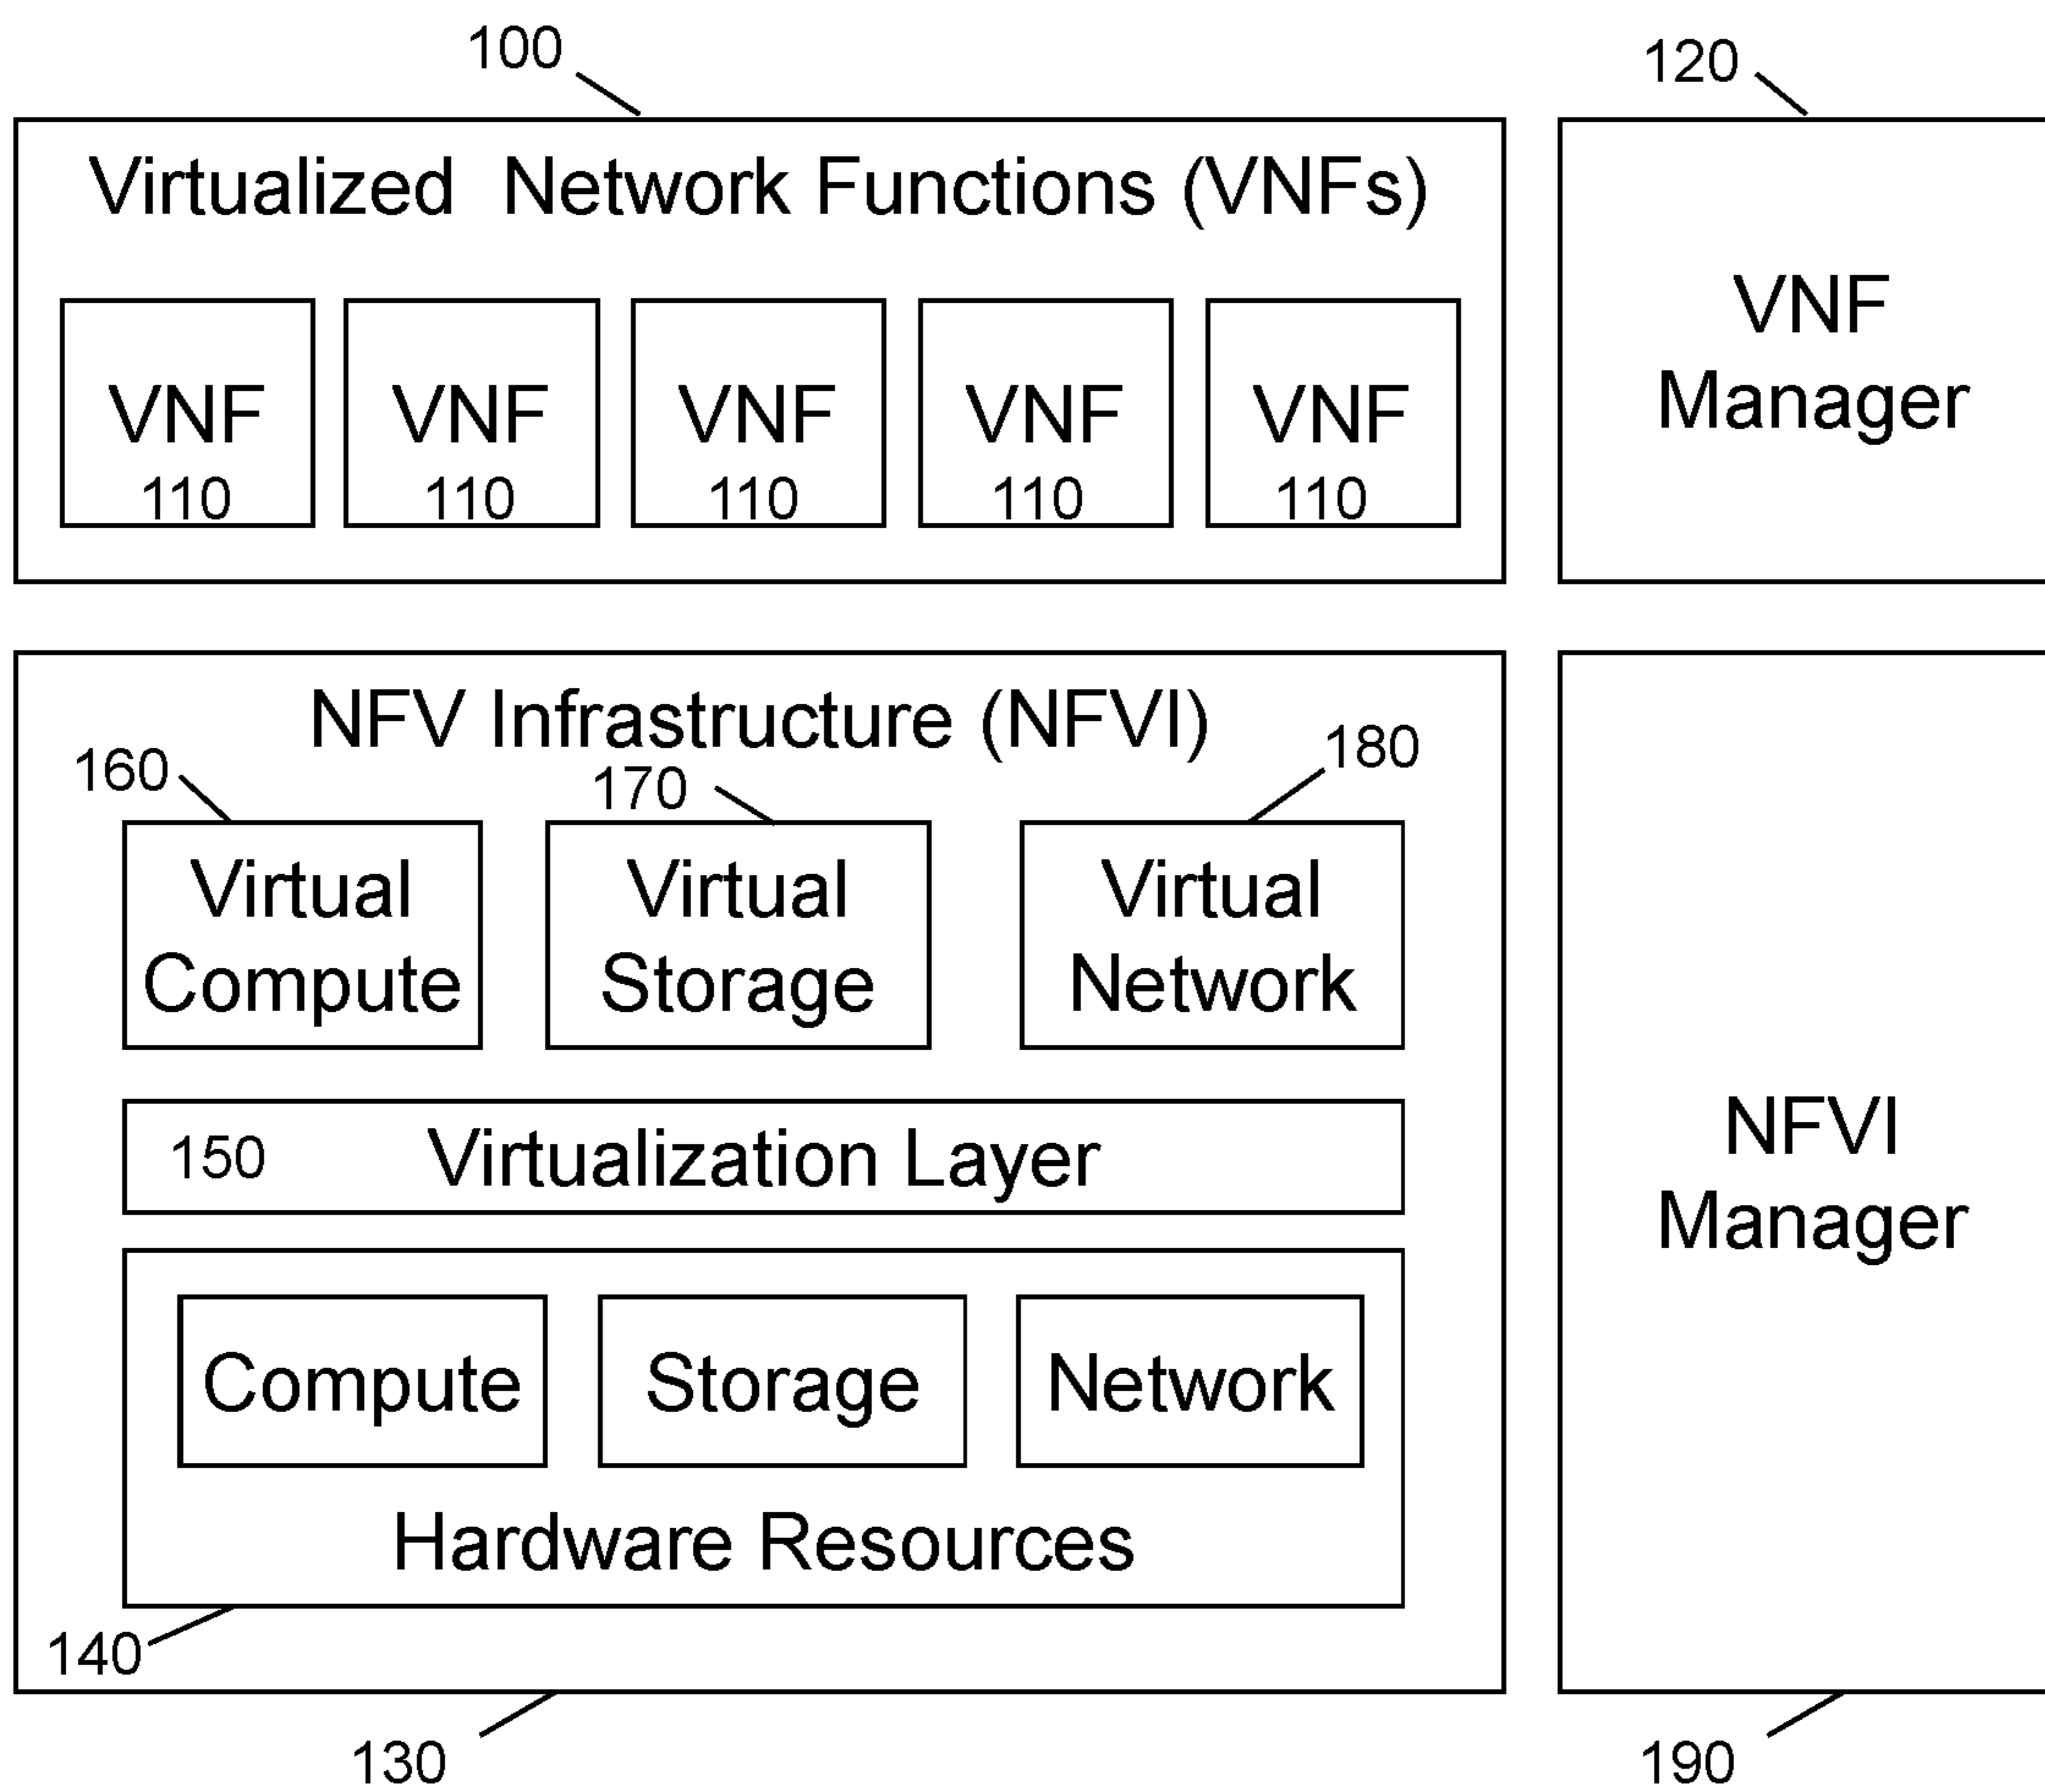 100
120
Virtualized Network Functions (VNFs)
VNF
110
VNF
110
VNF
110
VNF
110
VNF
110
VNF
Manager
NFV Infrastructure (NFVI)
160
170
180
Virtual
Compute
Virtual
Storage
Virtual
Network
150 Virtualization Layer
Compute
Storage
Network
Hardware Resources
140
130
NFVI
Manager
190